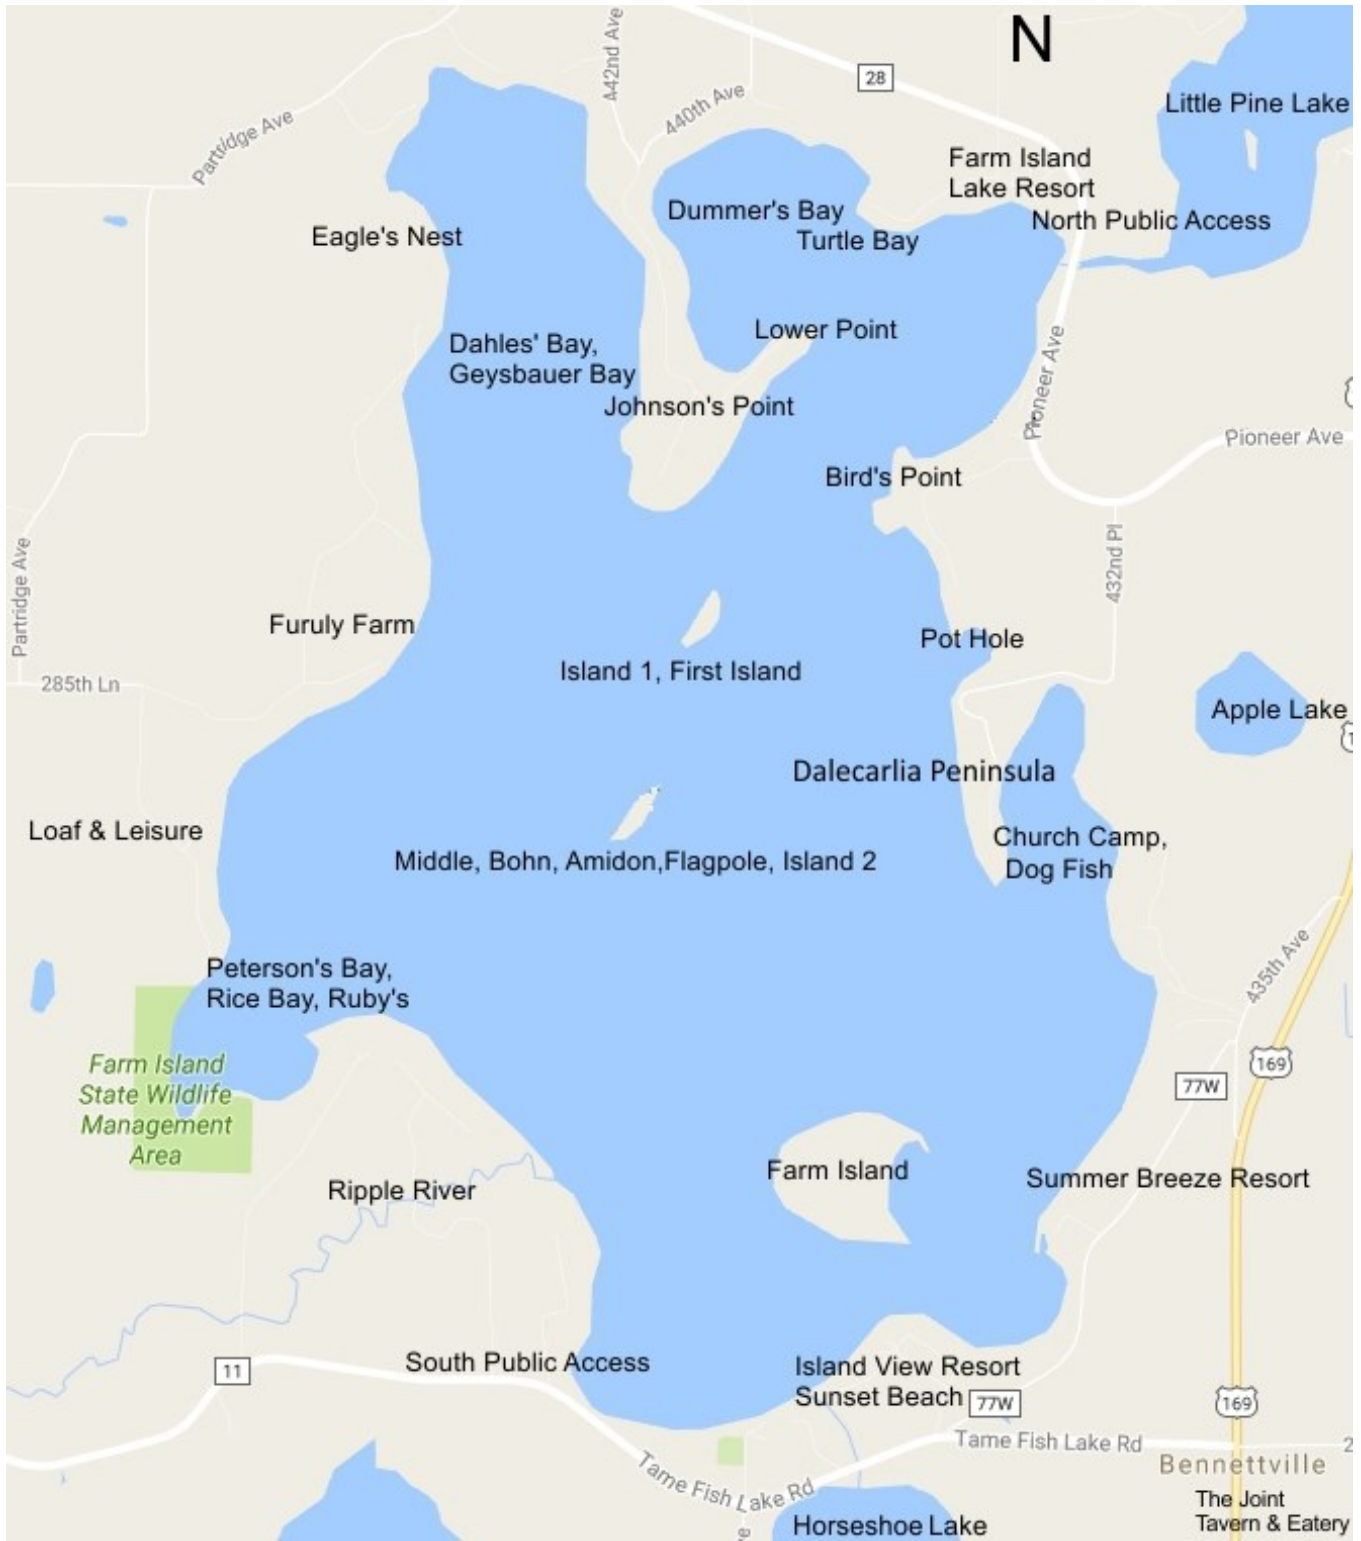 N
442nd Ave
28
Little Pine Lake
440th Ave
Partridge Ave
Farm Island
Lake Resort
Dummer's Bay
North Public Access
Eagle's Nest
Turtle Bay
Lower Point
Dahles' Bay,
Geysbauer Bay
Pioneer Ave
Johnson's Point
Pioneer Ave
Bird's Point
432nd Pl
Partridge Ave
Furuly Farm
Pot Hole
Island 1, First Island
285th Ln
Apple Lake
Dalecarlia Peninsula
Loaf & Leisure
Church Camp,
Dog Fish
Middle, Bohn, Amidon,Flagpole, Island 2
435th Ave
Peterson's Bay,
Rice Bay, Ruby's
Farm Island
State Wildlife
Management
Area
169
77W
Farm Island
Summer Breeze Resort
Ripple River
South Public Access
11
Island View Resort
Sunset Beach
77W
169
Tame Fish Lake Rd
Bennettville
Tame Fish Lake Rd
The Joint
Tavern & Eatery
Horseshoe Lake